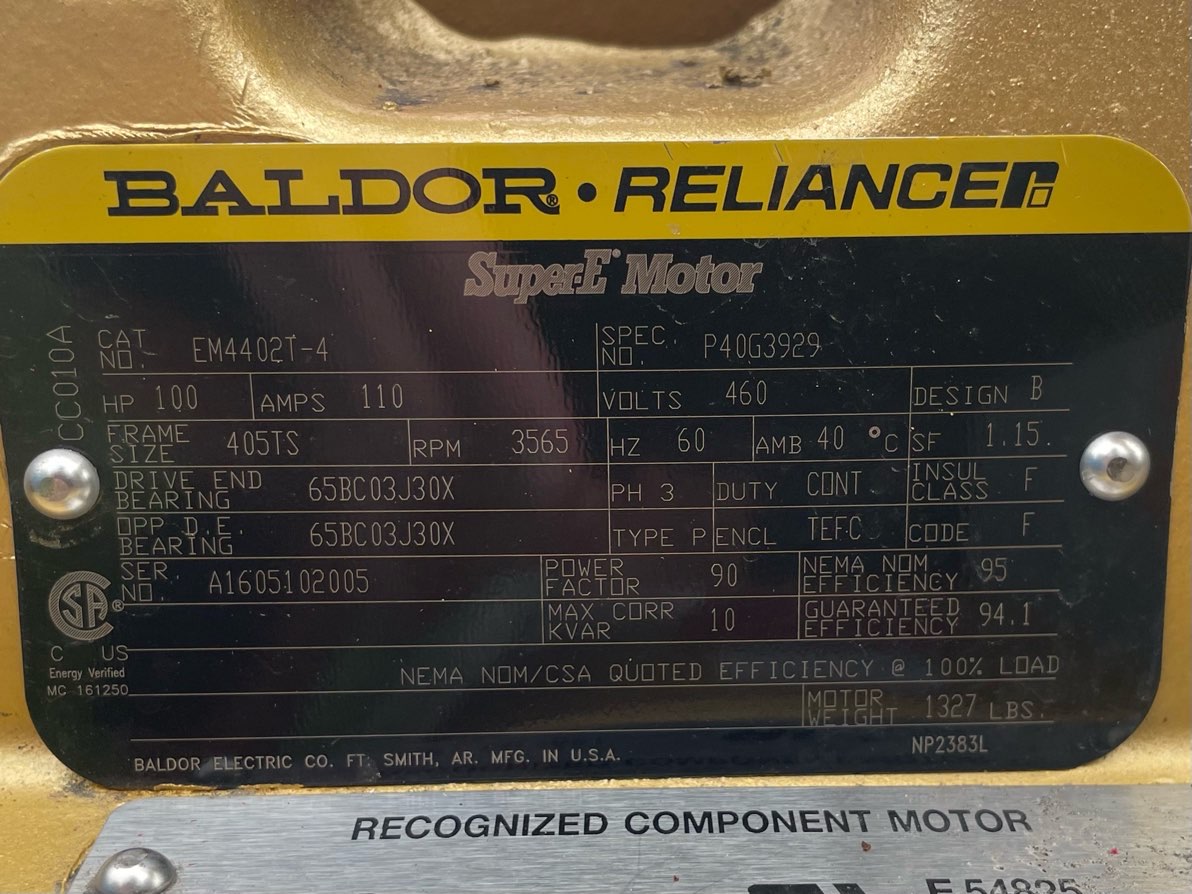 BALDOR® • RELIANCE
Super-E® Motor
CC010A
CAT. NO. EM4402T-4 SPEC. NO. P40G3929
HP 100 AMPS 110 VOLTS 460 DESIGN B
FRAME SIZE 405TS RPM 3565 HZ 60 AMB 40 °C SF 1.15.
DRIVE END BEARING 65BC03J30X PH 3 DUTY CONT INSUL CLASS F
OPP D.E. BEARING 65BC03J30X TYPE P ENCL TEFC CODE F
SER. NO. A1605102005 POWER FACTOR 90 NEMA NOM. EFFICIENCY 95
MAX CORR KVAR 10 GUARANTEED EFFICIENCY 94.1
CSA®
C US
Energy Verified
MC 161250
NEMA NOM/CSA QUOTED EFFICIENCY @ 100% LOAD
MOTOR WEIGHT 1327 LBS.
NP2383L
BALDOR ELECTRIC CO. FT. SMITH, AR. MFG. IN U.S.A.
RECOGNIZED COMPONENT MOTOR
E 54825